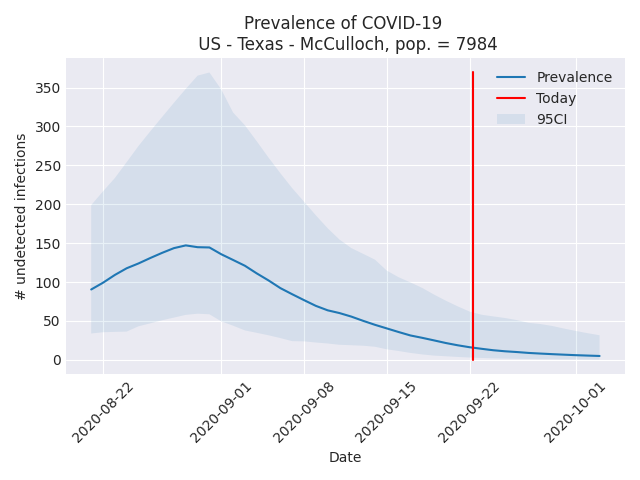 Prevalence of COVID-19
US - Texas - McCulloch, pop. = 7984
Prevalence
Today
95CI
# undetected infections
350
300
250
200
150
100
50
0
2020-08-22
2020-09-01
2020-09-08
2020-09-15
2020-09-22
2020-10-01
Date